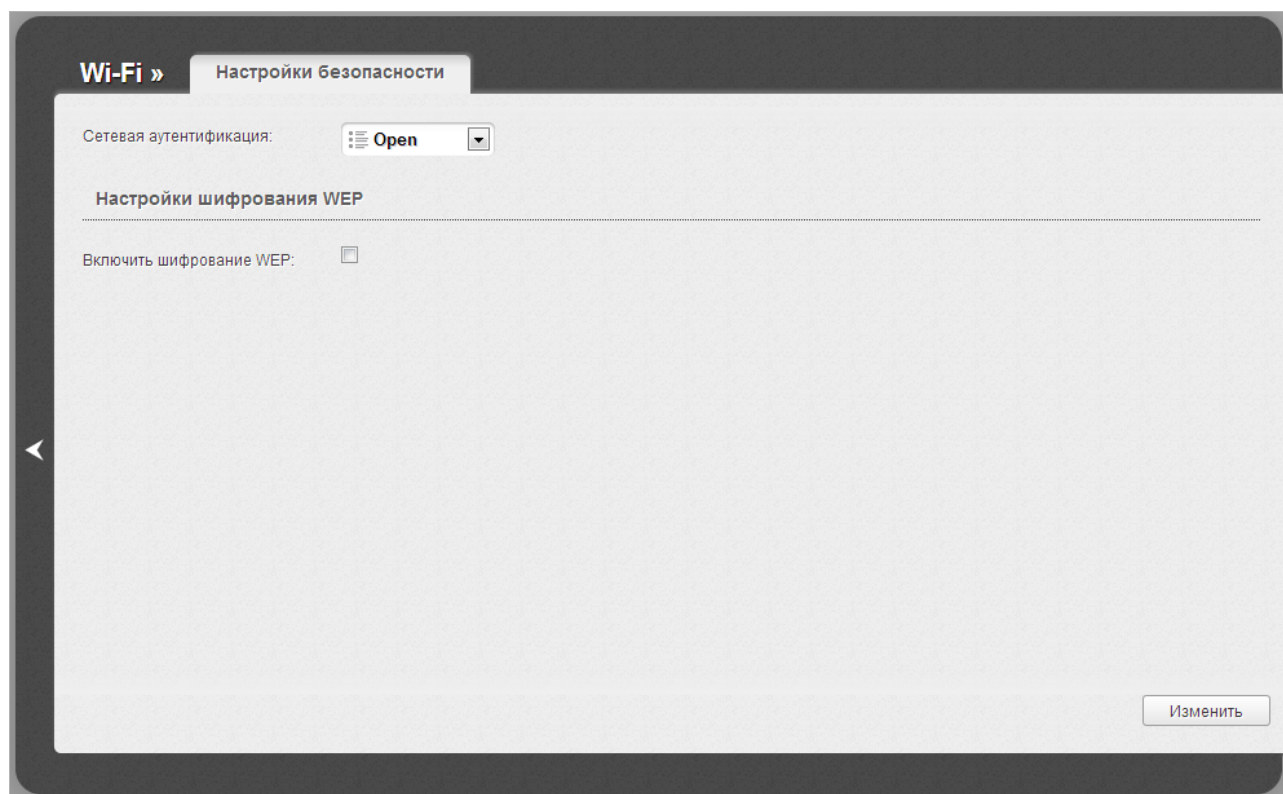 Wi-Fi » Настройки безопасности
Сетевая аутентификация: Open
Настройки шифрования WEP
Включить шифрование WEP:
Изменить